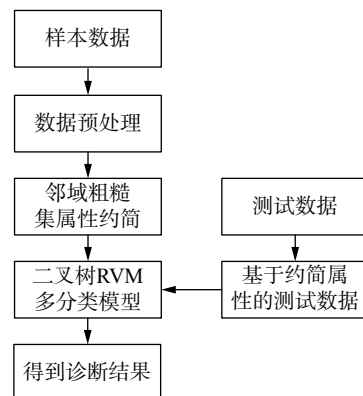 样本数据
数据预处理
邻域粗糙
集属性约简
测试数据
二叉树RVM
多分类模型
基于约简属
性的测试数据
得到诊断结果